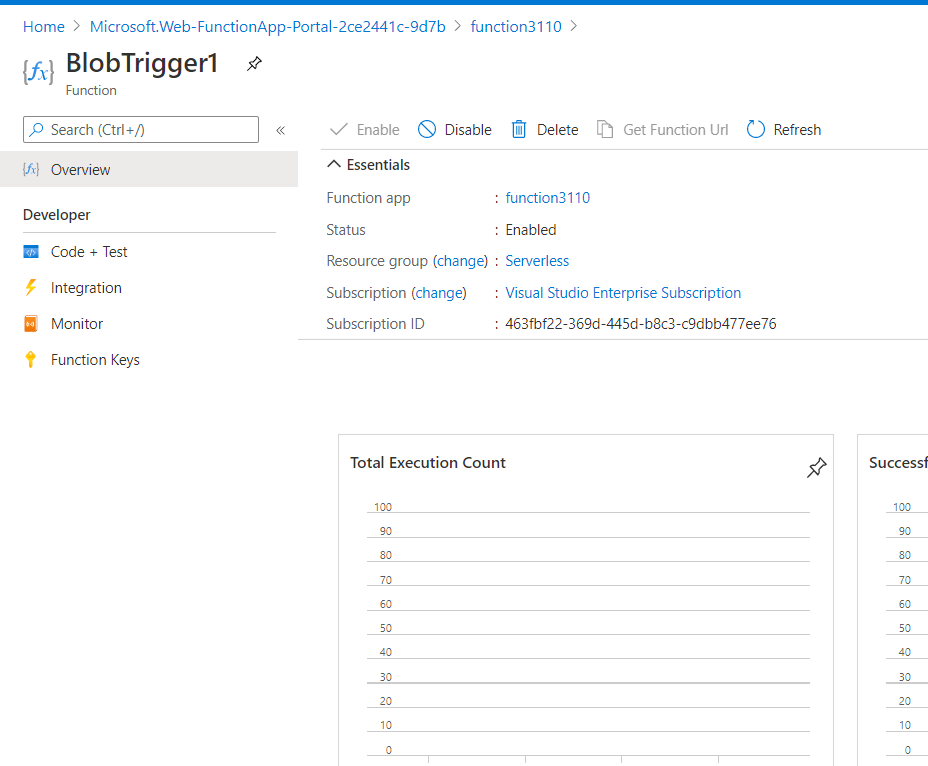 Home > Microsoft.Web-FunctionApp-Portal-2ce2441c-9d7b > function3110 >
{fx} BlobTrigger1
Function
Search (Ctrl+/) «
Enable Disable Delete Get Function Url Refresh
{fx} Overview
Developer
Code + Test
Integration
Monitor
Function Keys
Essentials
Function app : function3110
Status : Enabled
Resource group (change) : Serverless
Subscription (change) : Visual Studio Enterprise Subscription
Subscription ID : 463fbf22-369d-445d-b8c3-c9dbb477ee76
Total Execution Count
100
90
80
70
60
50
40
30
20
10
0
Successf
100
90
80
70
60
50
40
30
20
10
0